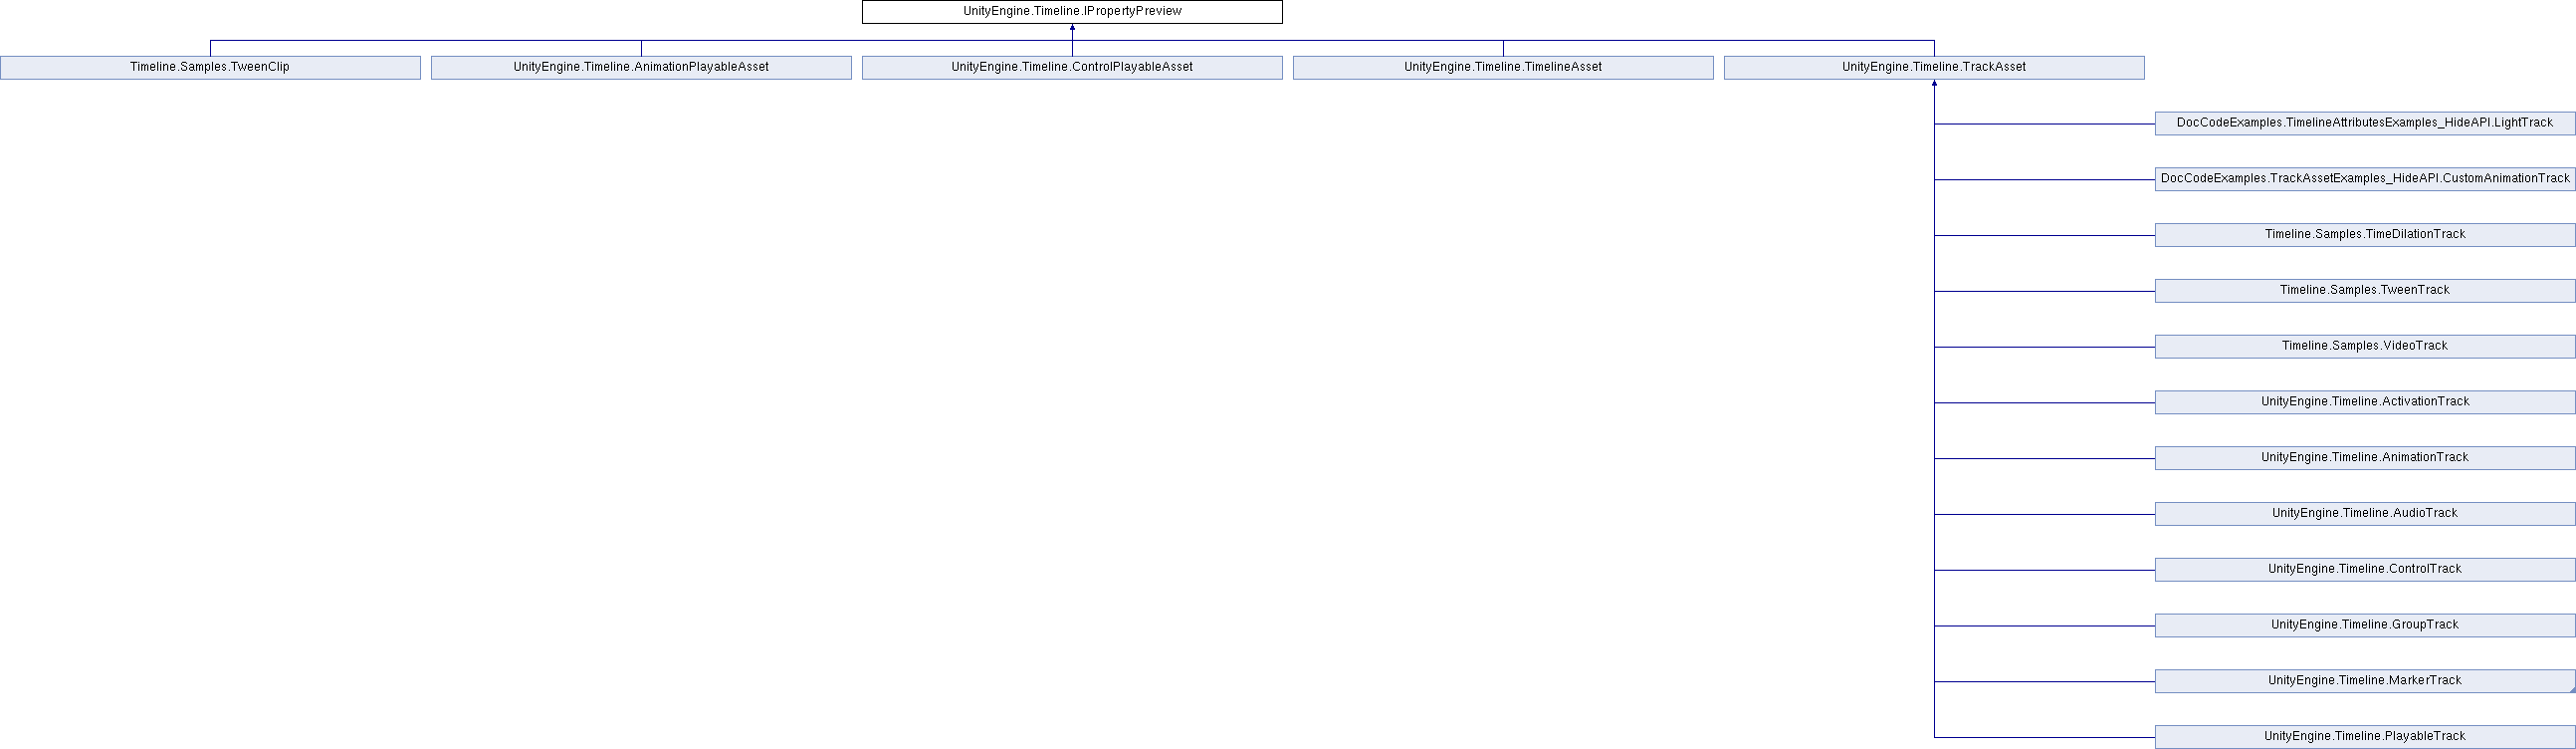 UnityEngine.Timeline.IPropertyPreview
Timeline.Samples.TweenClip
UnityEngine.Timeline.AnimationPlayableAsset
UnityEngine.Timeline.ControlPlayableAsset
UnityEngine.Timeline.TimelineAsset
UnityEngine.Timeline.TrackAsset
DocCodeExamples.TimelineAttributesExamples_HideAPI.LightTrack
DocCodeExamples.TrackAssetExamples_HideAPI.CustomAnimationTrack
Timeline.Samples.TimeDilationTrack
Timeline.Samples.TweenTrack
Timeline.Samples.VideoTrack
UnityEngine.Timeline.ActivationTrack
UnityEngine.Timeline.AnimationTrack
UnityEngine.Timeline.AudioTrack
UnityEngine.Timeline.ControlTrack
UnityEngine.Timeline.GroupTrack
UnityEngine.Timeline.MarkerTrack
UnityEngine.Timeline.PlayableTrack